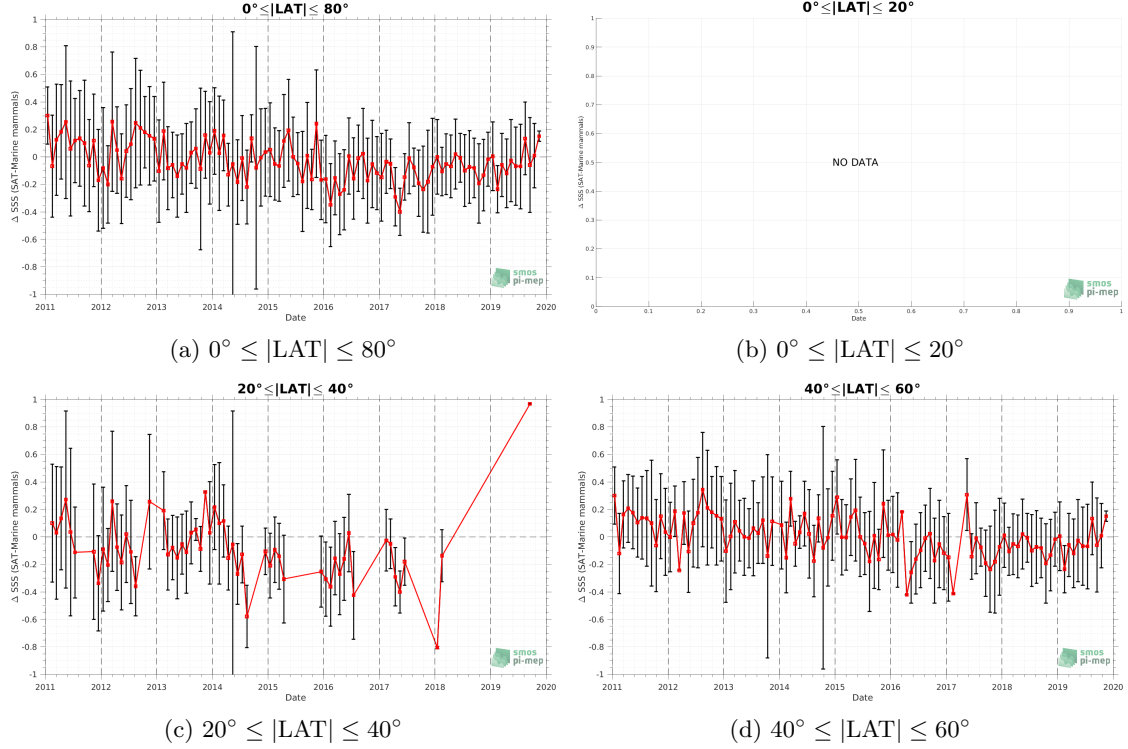 0°≤|LAT|≤ 80°
Δ SSS (SAT-Marine mammals)
1
0.8
0.6
0.4
0.2
0
-0.2
-0.4
-0.6
-0.8
-1
2011 2012 2013 2014 2015 2016 2017 2018 2019 2020
Date
smos
pi-mep
(a) 0° ≤ |LAT| ≤ 80°
0°≤|LAT|≤ 20°
Δ SSS (SAT-Marine mammals)
1
0.9
0.8
0.7
0.6
0.5
0.4
0.3
0.2
0.1
0
NO DATA
0 0.1 0.2 0.3 0.4 0.5 0.6 0.7 0.8 0.9 1
Date
smos
pi-mep
(b) 0° ≤ |LAT| ≤ 20°
20°≤|LAT|≤ 40°
Δ SSS (SAT-Marine mammals)
1
0.8
0.6
0.4
0.2
0
-0.2
-0.4
-0.6
-0.8
-1
2011 2012 2013 2014 2015 2016 2017 2018 2019 2020
Date
smos
pi-mep
(c) 20° ≤ |LAT| ≤ 40°
40°≤|LAT|≤ 60°
Δ SSS (SAT-Marine mammals)
1
0.8
0.6
0.4
0.2
0
-0.2
-0.4
-0.6
-0.8
-1
2011 2012 2013 2014 2015 2016 2017 2018 2019 2020
Date
smos
pi-mep
(d) 40° ≤ |LAT| ≤ 60°